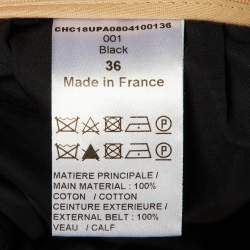 CHC18UPA0604100136
001
Black
36
Made in France
MATIERE PRINCIPALE /
MAIN MATERIAL : 100%
COTON / COTTON
CEINTURE EXTERIEURE /
EXTERNAL BELT : 100%
VEAU / CALF